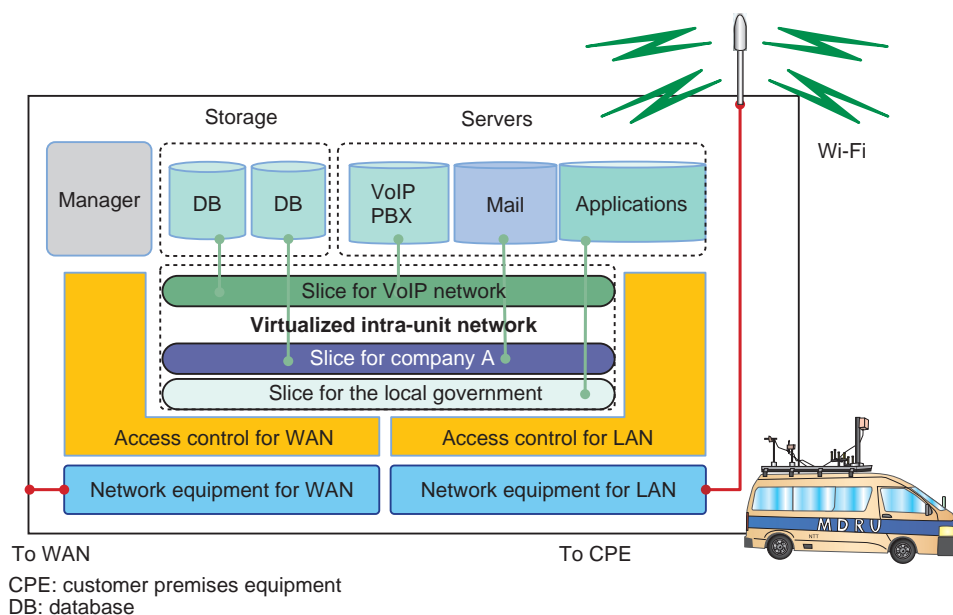 Storage
Servers
Wi-Fi
Manager
DB
DB
VoIP
PBX
Mail
Applications
Slice for VoIP network
Virtualized intra-unit network
Slice for company A
Slice for the local government
Access control for WAN
Access control for LAN
Network equipment for WAN
Network equipment for LAN
MDRU
NTT
To WAN
To CPE
CPE: customer premises equipment
DB: database